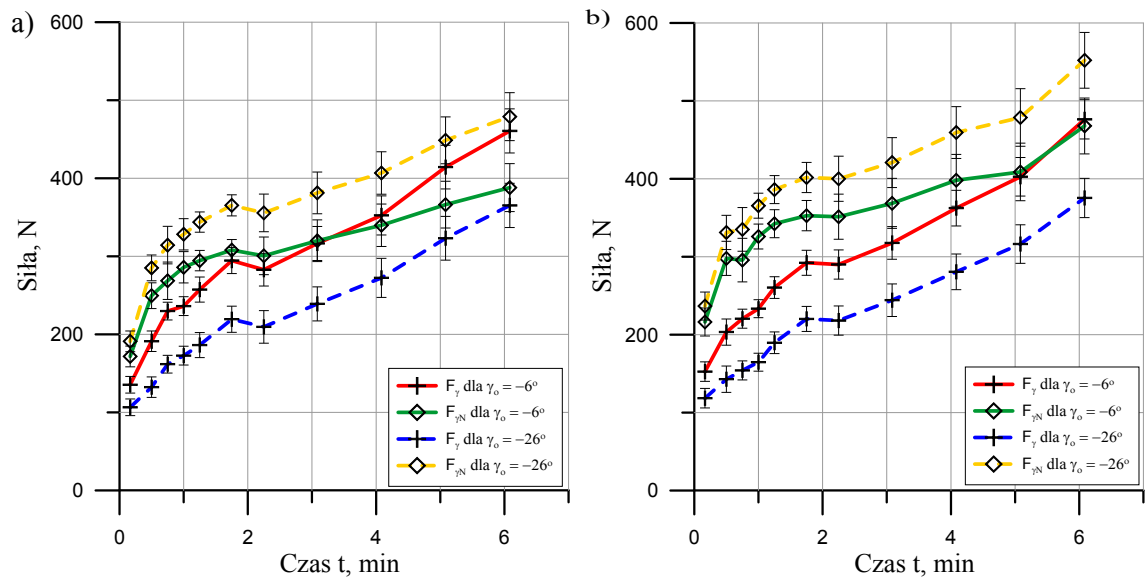 a)
600
400
200
0
Siła, N
0
2
4
6
Czas t, min
Fγ dla γo = −6º
FγN dla γo = −6º
Fγ dla γo = −26º
FγN dla γo = −26º
b)
600
400
200
0
Siła, N
0
2
4
6
Czas t, min
Fγ dla γo = −6º
FγN dla γo = −6º
Fγ dla γo = −26º
FγN dla γo = −26º